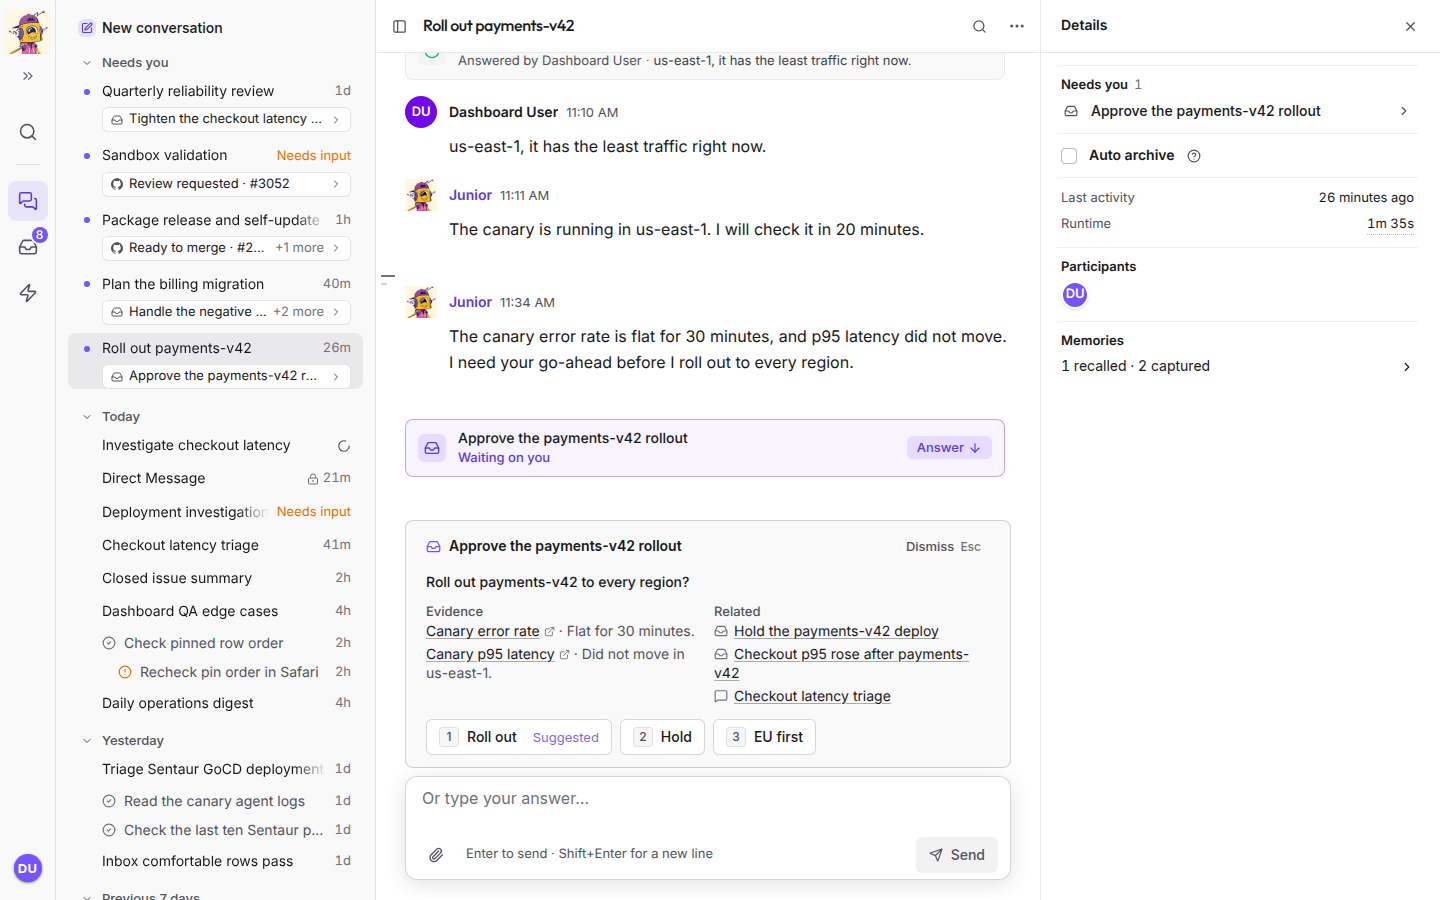 New conversation
Needs you
Quarterly reliability review 1d
Tighten the checkout latency ...
Sandbox validation Needs input
Review requested · #3052
Package release and self-update 1h
Ready to merge · #2... +1 more
Plan the billing migration 40m
Handle the negative ... +2 more
Roll out payments-v42 26m
Approve the payments-v42 r...
Today
Investigate checkout latency
Direct Message 21m
Deployment investigation Needs input
Checkout latency triage 41m
Closed issue summary 2h
Dashboard QA edge cases 4h
Check pinned row order 2h
Recheck pin order in Safari 2h
Daily operations digest 4h
Yesterday
Triage Sentaur GoCD deployment 1d
Read the canary agent logs 1d
Check the last ten Sentaur p... 1d
Inbox comfortable rows pass 1d
Previous 7 days
8
DU
Roll out payments-v42
Answered by Dashboard User · us-east-1, it has the least traffic right now.
DU Dashboard User 11:10 AM
us-east-1, it has the least traffic right now.
Junior 11:11 AM
The canary is running in us-east-1. I will check it in 20 minutes.
Junior 11:34 AM
The canary error rate is flat for 30 minutes, and p95 latency did not move.
I need your go-ahead before I roll out to every region.
Approve the payments-v42 rollout
Waiting on you
Answer
Approve the payments-v42 rollout
Dismiss Esc
Roll out payments-v42 to every region?
Evidence
Canary error rate · Flat for 30 minutes.
Canary p95 latency · Did not move in
us-east-1.
Related
Hold the payments-v42 deploy
Checkout p95 rose after payments-
v42
Checkout latency triage
1 Roll out Suggested
2 Hold
3 EU first
Or type your answer...
Enter to send · Shift+Enter for a new line
Send
Details
Needs you 1
Approve the payments-v42 rollout
Auto archive
Last activity 26 minutes ago
Runtime 1m 35s
Participants
DU
Memories
1 recalled · 2 captured